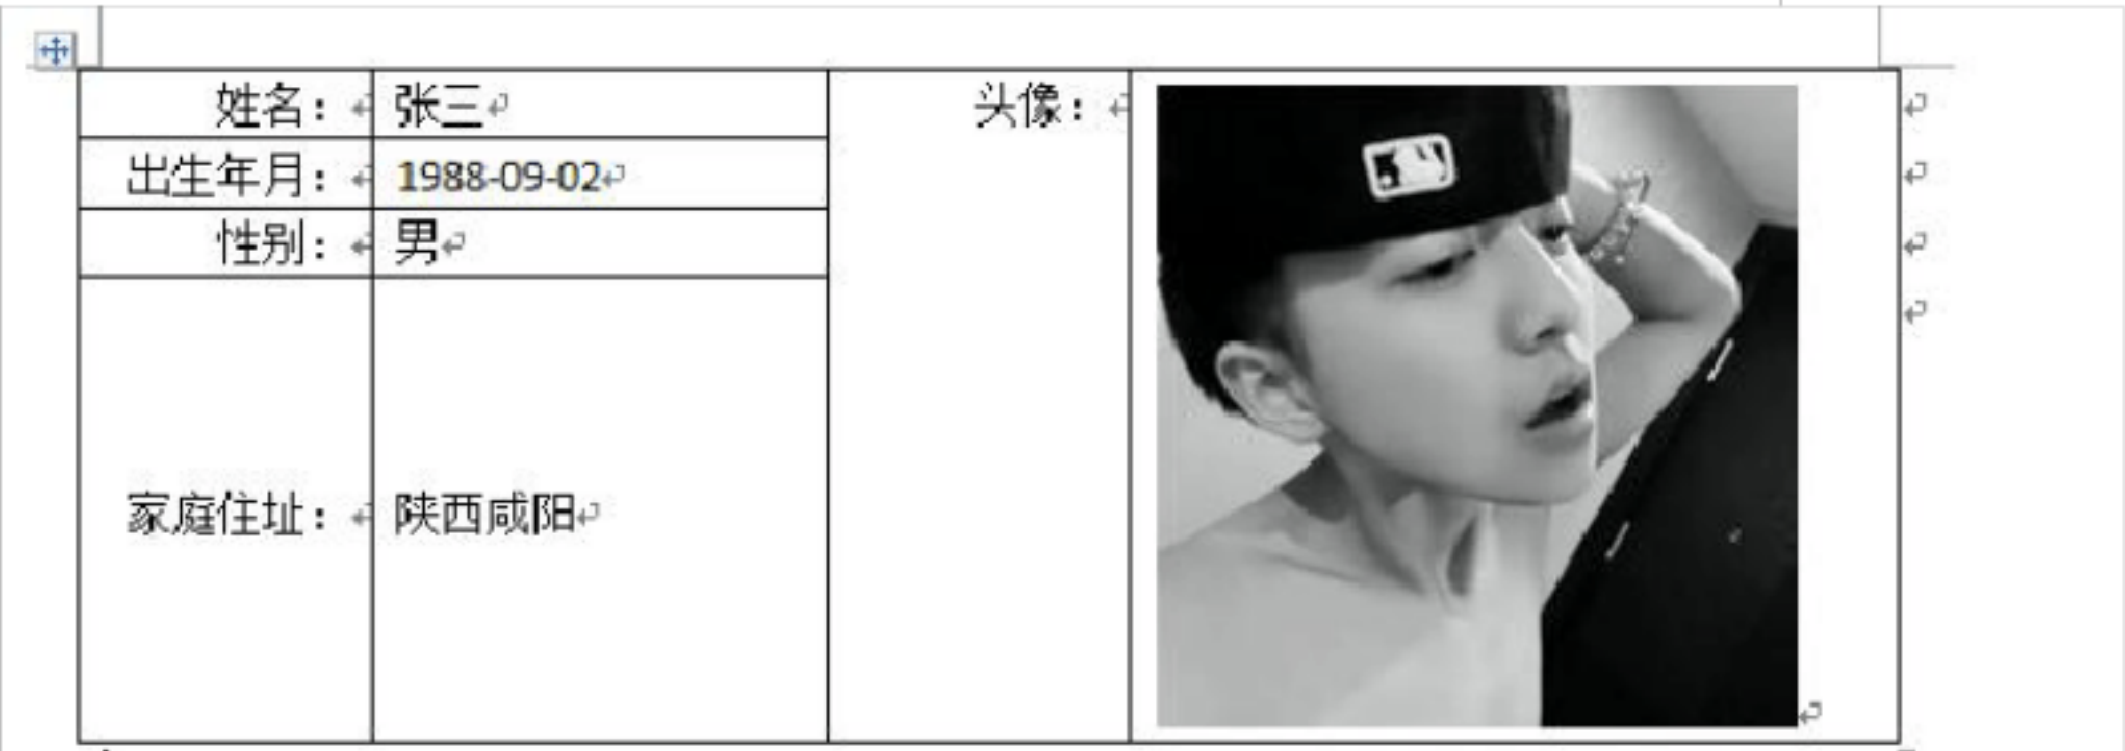 姓名： 张三 头像：
出生年月： 1988-09-02
性别： 男
家庭住址： 陕西咸阳